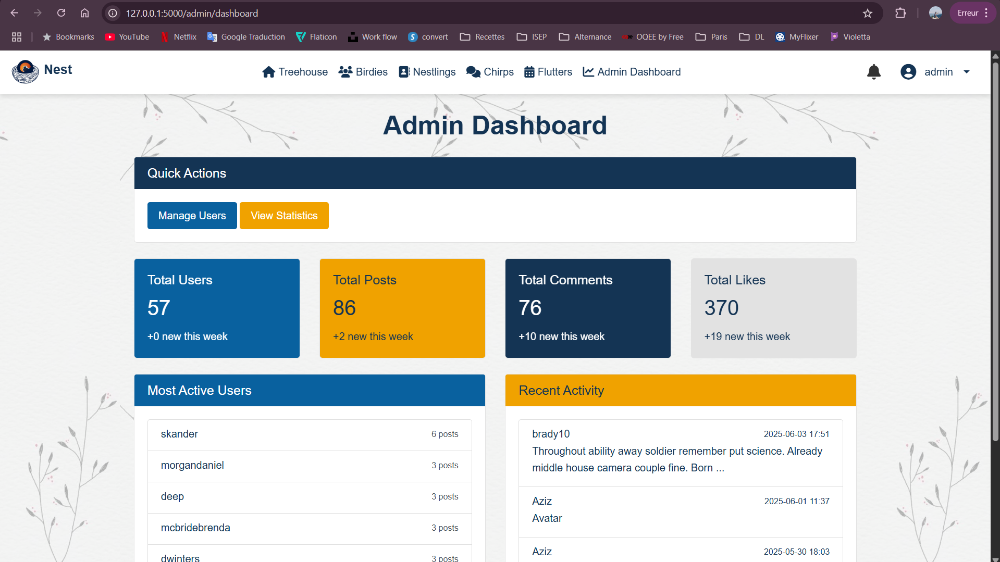 127.0.0.1:5000/admin/dashboard
Erreur
Bookmarks
YouTube
Netflix
Google Traduction
Flaticon
Work flow
convert
Recettes
ISEP
Alternance
OQEE by Free
Paris
DL
MyFlixer
Violetta
Nest
Treehouse
Birdies
Nestlings
Chirps
Flutters
Admin Dashboard
admin
Admin Dashboard
Quick Actions
Manage Users
View Statistics
Total Users
57
+0 new this week
Total Posts
86
+2 new this week
Total Comments
76
+10 new this week
Total Likes
370
+19 new this week
Most Active Users
skander 6 posts
morgandaniel 3 posts
deep 3 posts
mcbridebrenda 3 posts
dwinters 3 posts
Recent Activity
brady10 2025-06-03 17:51
Throughout ability away soldier remember put science. Already
middle house camera couple fine. Born ...
Aziz 2025-06-01 11:37
Avatar
Aziz 2025-05-30 18:03